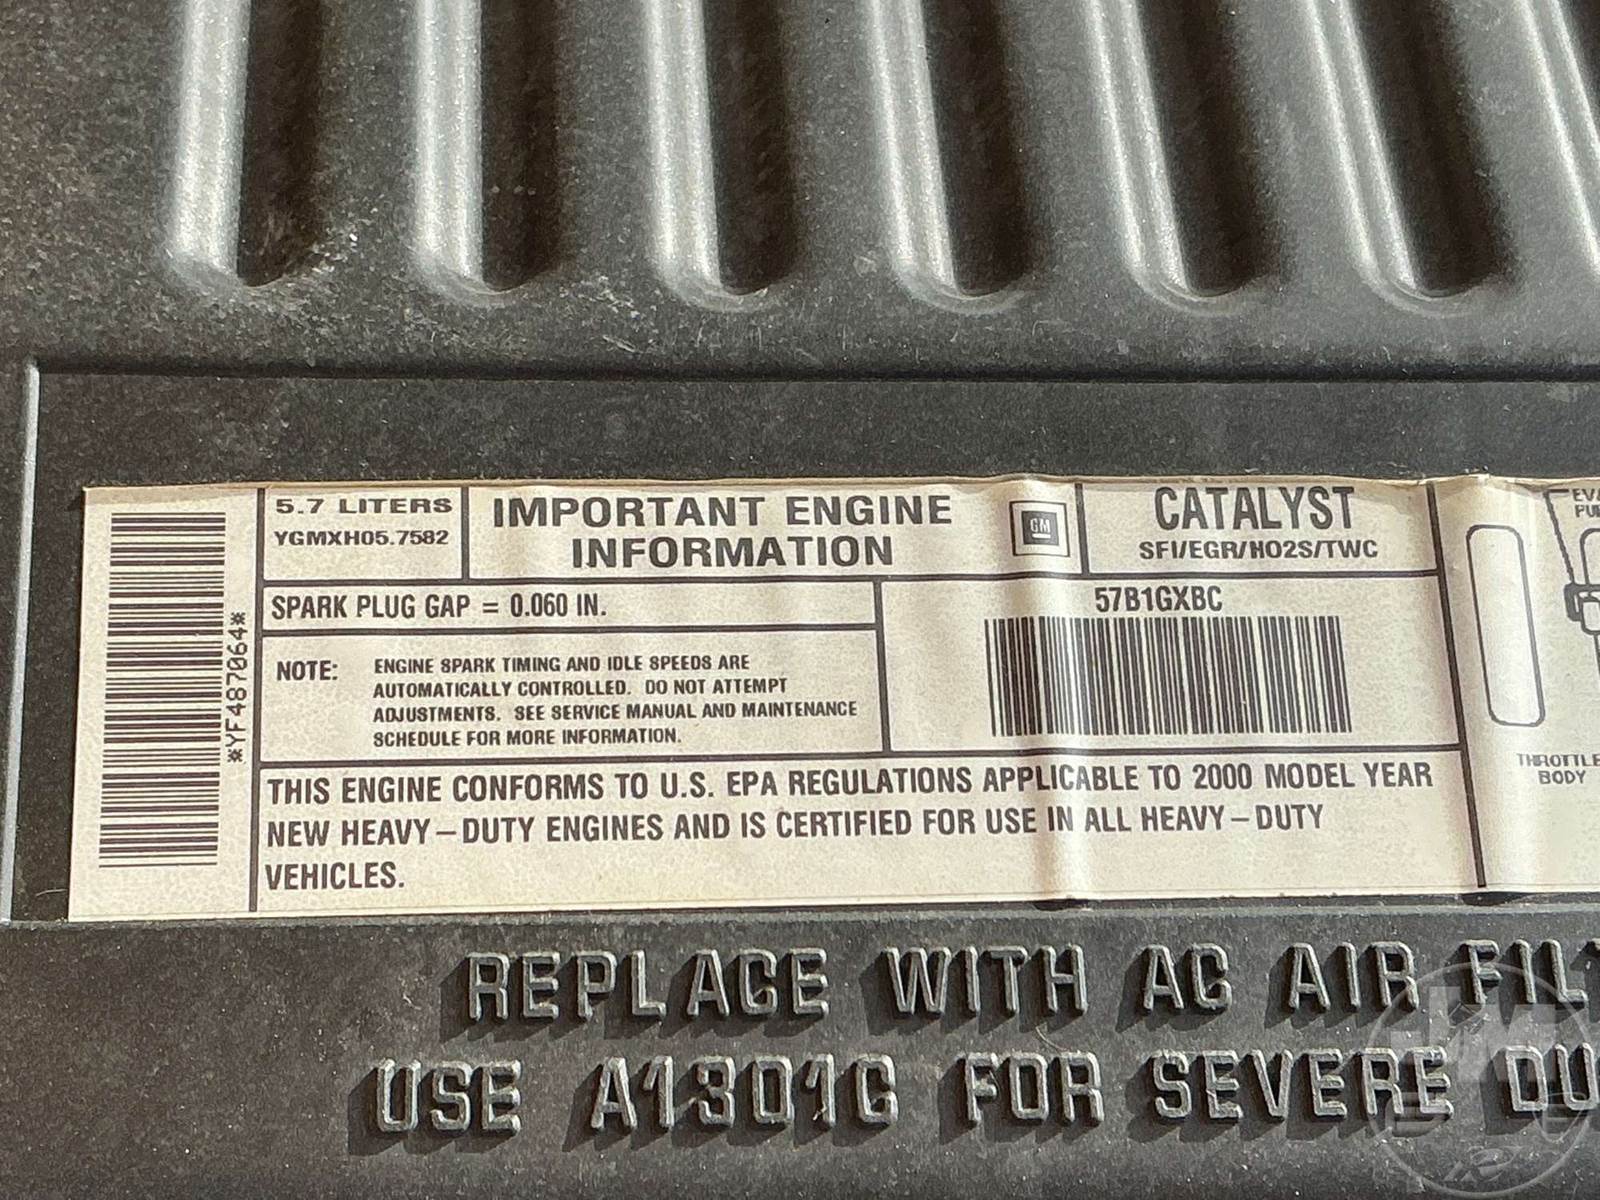 5.7 LITERS
YGMXH05.7582
IMPORTANT ENGINE
INFORMATION
GM
CATALYST
SFI/EGR/HO2S/TWC
SPARK PLUG GAP = 0.060 IN.
57B1GXBC
*YF487064*
NOTE: ENGINE SPARK TIMING AND IDLE SPEEDS ARE
AUTOMATICALLY CONTROLLED. DO NOT ATTEMPT
ADJUSTMENTS. SEE SERVICE MANUAL AND MAINTENANCE
SCHEDULE FOR MORE INFORMATION.
THIS ENGINE CONFORMS TO U.S. EPA REGULATIONS APPLICABLE TO 2000 MODEL YEAR
NEW HEAVY-DUTY ENGINES AND IS CERTIFIED FOR USE IN ALL HEAVY-DUTY
VEHICLES.
THROTTLE
BODY
REPLACE WITH AC AIR
USE A1301C FOR SEVERE